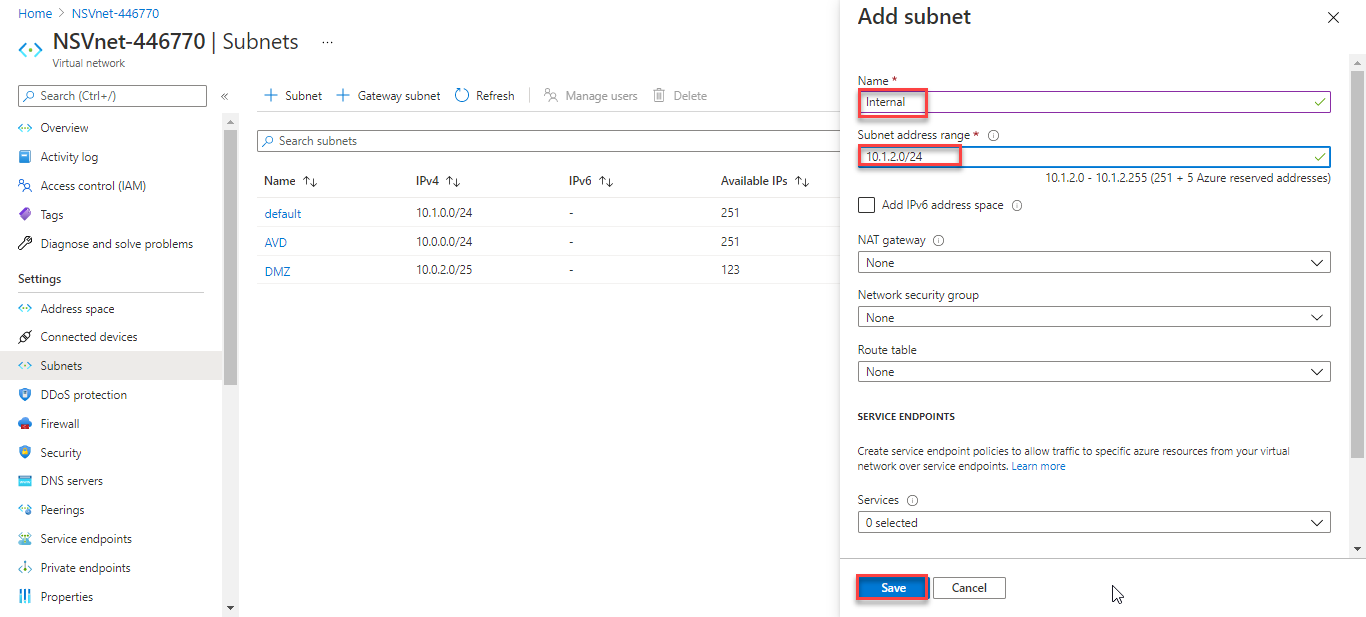 Home > NSVnet-446770
NSVnet-446770 | Subnets ...
Virtual network
Search (Ctrl+/) «
Overview
Activity log
Access control (IAM)
Tags
Diagnose and solve problems
Settings
Address space
Connected devices
Subnets
DDoS protection
Firewall
Security
DNS servers
Peerings
Service endpoints
Private endpoints
Properties
+ Subnet + Gateway subnet Refresh Manage users Delete
Search subnets
Name ↑↓ IPv4 ↑↓ IPv6 ↑↓ Available IPs ↑↓
default 10.1.0.0/24 - 251
AVD 10.0.0.0/24 - 251
DMZ 10.0.2.0/25 - 123
Add subnet
Name *
Internal
Subnet address range *
10.1.2.0/24
10.1.2.0 - 10.1.2.255 (251 + 5 Azure reserved addresses)
Add IPv6 address space
NAT gateway
None
Network security group
None
Route table
None
SERVICE ENDPOINTS
Create service endpoint policies to allow traffic to specific azure resources from your virtual
network over service endpoints. Learn more
Services
0 selected
Save Cancel